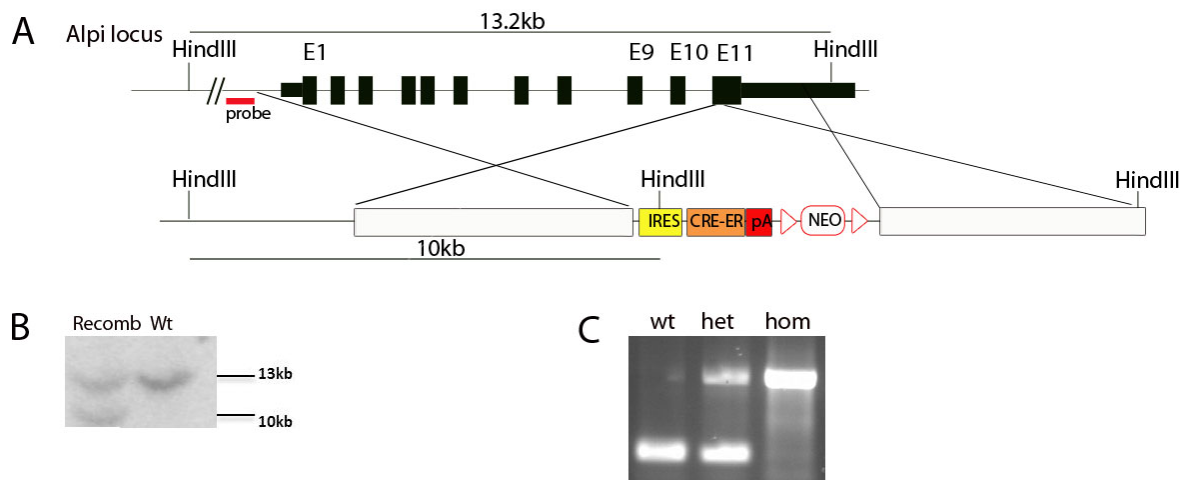 A
Alpi locus
13.2kb
HindIII
E1
E9
E10
E11
HindIII
probe
HindIII
HindIII
HindIII
IRES
CRE-ER
pA
NEO
10kb
B
Recomb Wt
13kb
10kb
C
wt het hom